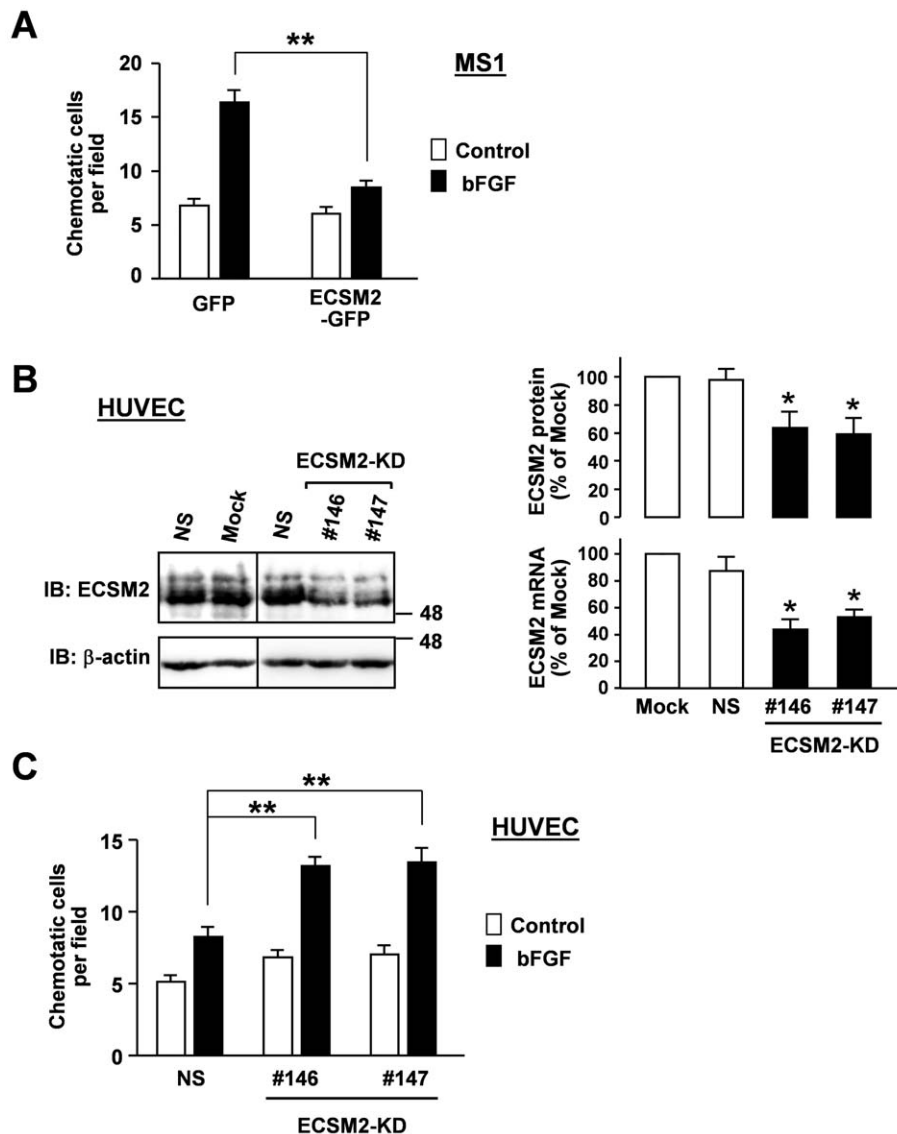 A
**
MS1
20
15
10
5
0
Chemotatic cells
per field
Control
bFGF
GFP
ECSM2
-GFP
B
HUVEC
ECSM2-KD
NS
Mock
NS
#146
#147
IB: ECSM2
48
48
IB: β-actin
ECSM2 protein
(% of Mock)
100
80
60
40
20
0
*
*
ECSM2 mRNA
(% of Mock)
100
80
60
40
20
0
*
*
Mock
NS
#146
#147
ECSM2-KD
C
**
**
HUVEC
15
10
5
0
Chemotatic cells
per field
Control
bFGF
NS
#146
#147
ECSM2-KD